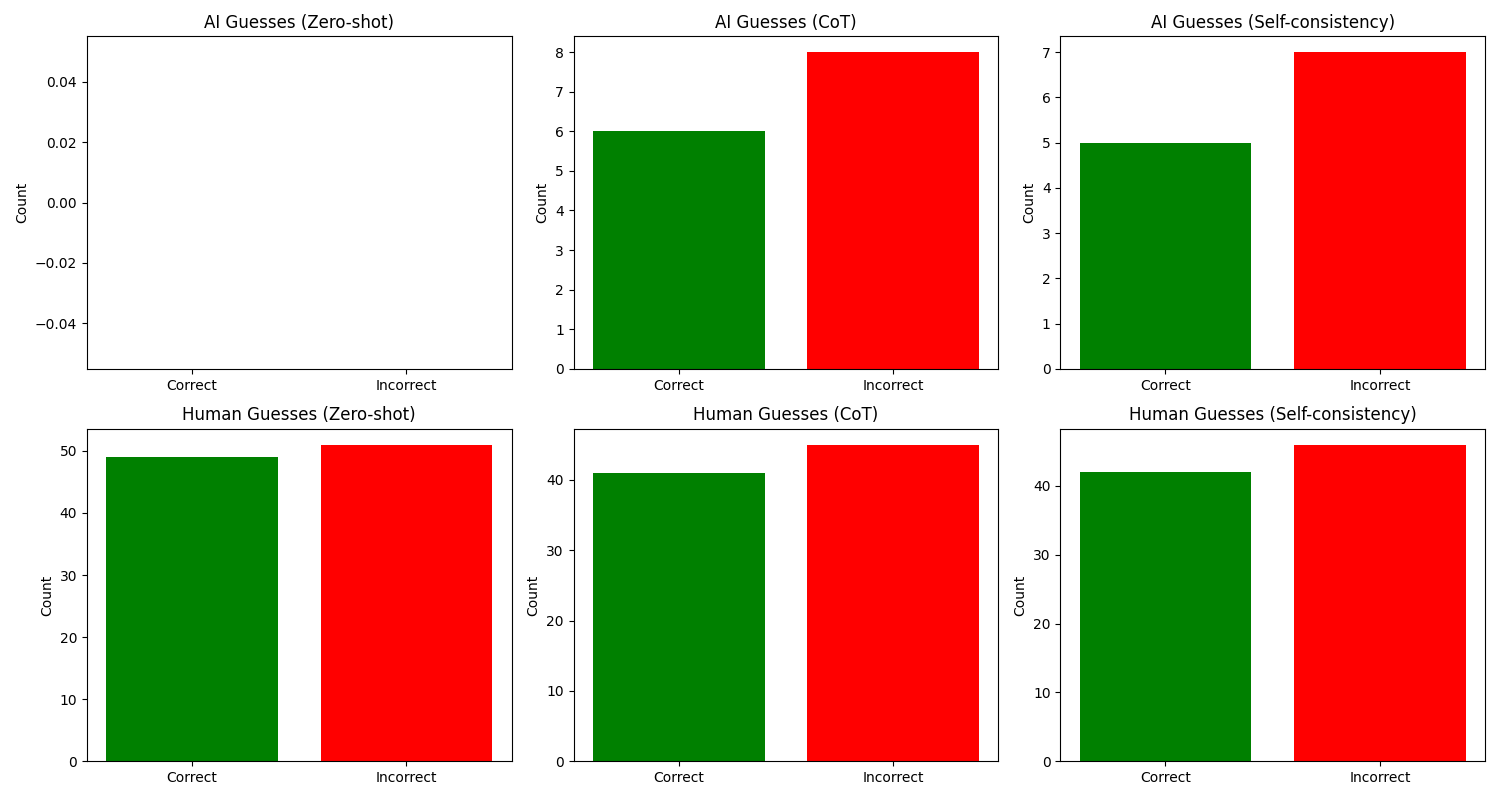 AI Guesses (Zero-shot)
Count
0.04
0.02
0.00
−0.02
−0.04
Correct
Incorrect
AI Guesses (CoT)
Count
8
7
6
5
4
3
2
1
0
Correct
Incorrect
AI Guesses (Self-consistency)
Count
7
6
5
4
3
2
1
0
Correct
Incorrect
Human Guesses (Zero-shot)
Count
50
40
30
20
10
0
Correct
Incorrect
Human Guesses (CoT)
Count
40
30
20
10
0
Correct
Incorrect
Human Guesses (Self-consistency)
Count
40
30
20
10
0
Correct
Incorrect